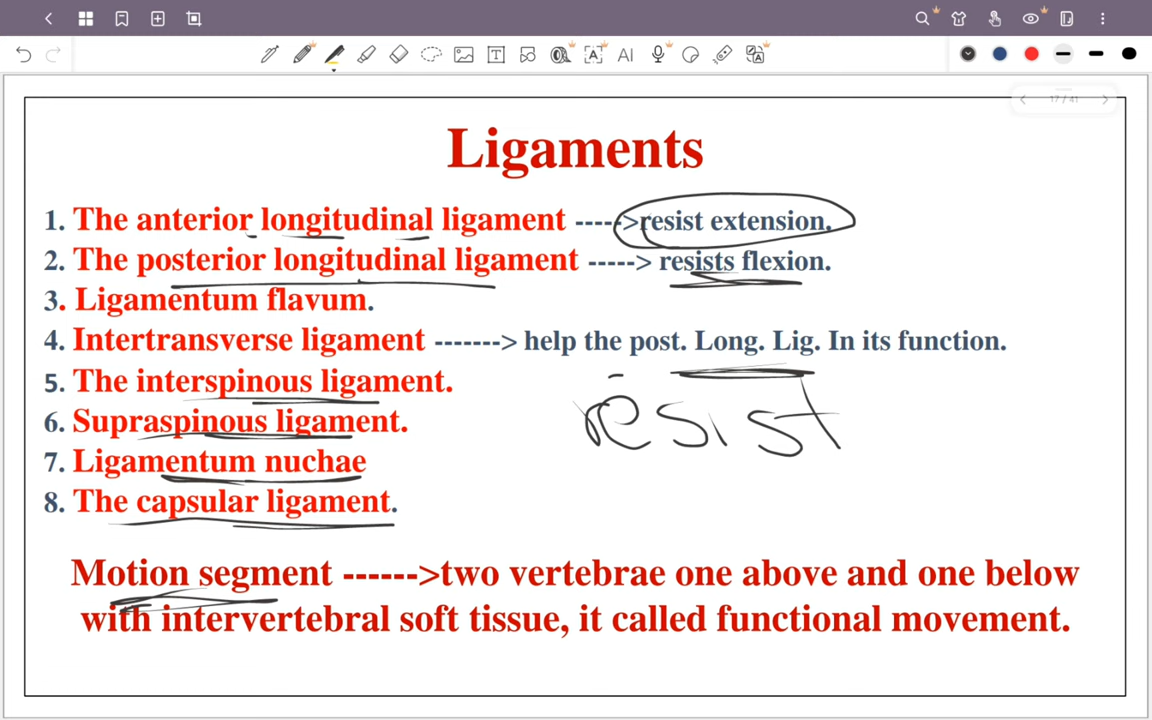 17/41
Ligaments
1. The anterior longitudinal ligament ---->resist extension.
2. The posterior longitudinal ligament -----> resists flexion.
3. Ligamentum flavum.
4. Intertransverse ligament -------> help the post. Long. Lig. In its function.
5. The interspinous ligament.
resist
6. Supraspinous ligament.
7. Ligamentum nuchae
8. The capsular ligament.
Motion segment ------>two vertebrae one above and one below
with intervertebral soft tissue, it called functional movement.